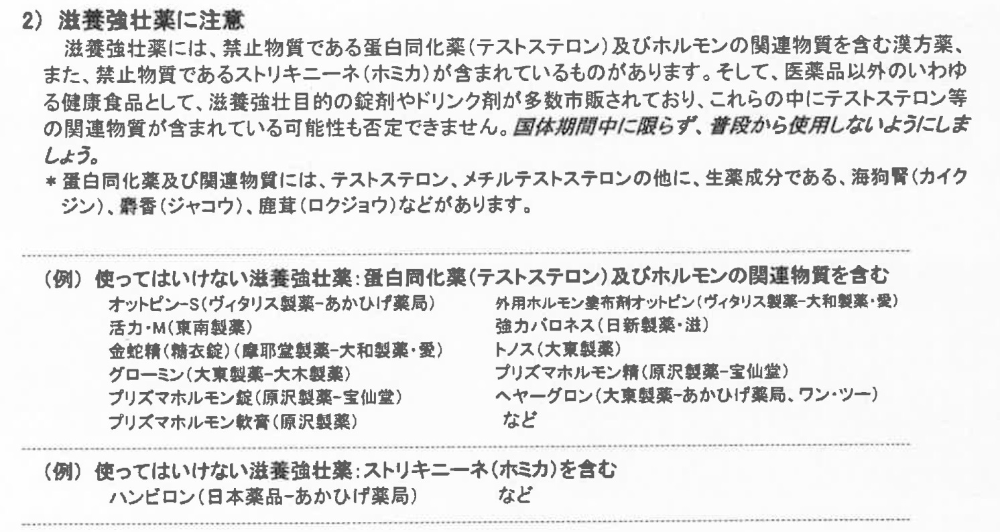 2） 滋養強壮薬に注意
滋養強壮薬には、禁止物質である蛋白同化薬（テストステロン）及びホルモンの関連物質を含む漢方薬、
また、禁止物質であるストリキニーネ（ホミカ）が含まれているものがあります。そして、医薬品以外のいわゆ
る健康食品として、滋養強壮目的の錠剤やドリンク剤が多数市販されており、これらの中にテストステロン等
の関連物質が含まれている可能性も否定できません。国体期間中に限らず、普段から使用しないようにしま
しょう。
＊蛋白同化薬及び関連物質には、テストステロン、メチルテストステロンの他に、生薬成分である、海狗腎（カイク
ジン）、麝香（ジャコウ）、鹿茸（ロクジョウ）などがあります。
（例） 使ってはいけない滋養強壮薬：蛋白同化薬（テストステロン）及びホルモンの関連物質を含む
オットピン-S（ヴィタリス製薬-あかひげ薬局） 外用ホルモン塗布剤オットピン（ヴィタリス製薬-大和製薬・愛）
活力・M（東南製薬） 強力バロネス（日新製薬・滋）
金蛇精（糖衣錠）（摩耶堂製薬-大和製薬・愛） トノス（大東製薬）
グローミン（大東製薬-大木製薬） プリズマホルモン精（原沢製薬-宝仙堂）
プリズマホルモン錠（原沢製薬-宝仙堂） ヘヤーグロン（大東製薬-あかひげ薬局、ワン・ツー）
プリズマホルモン軟膏（原沢製薬） など
（例） 使ってはいけない滋養強壮薬：ストリキニーネ（ホミカ）を含む
ハンビロン（日本薬品-あかひげ薬局） など